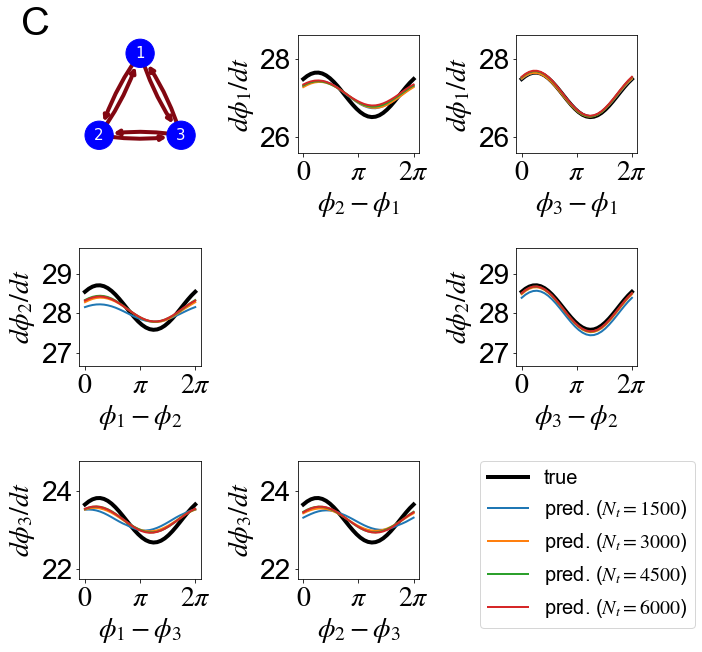 C
1
2
3
28
26
dϕ₁/dt
0 π 2π
ϕ₂ − ϕ₁
28
26
dϕ₁/dt
0 π 2π
ϕ₃ − ϕ₁
29
28
27
dϕ₂/dt
0 π 2π
ϕ₁ − ϕ₂
29
28
27
dϕ₂/dt
0 π 2π
ϕ₃ − ϕ₂
24
22
dϕ₃/dt
0 π 2π
ϕ₁ − ϕ₃
24
22
dϕ₃/dt
0 π 2π
ϕ₂ − ϕ₃
true
pred. (Nₜ = 1500)
pred. (Nₜ = 3000)
pred. (Nₜ = 4500)
pred. (Nₜ = 6000)